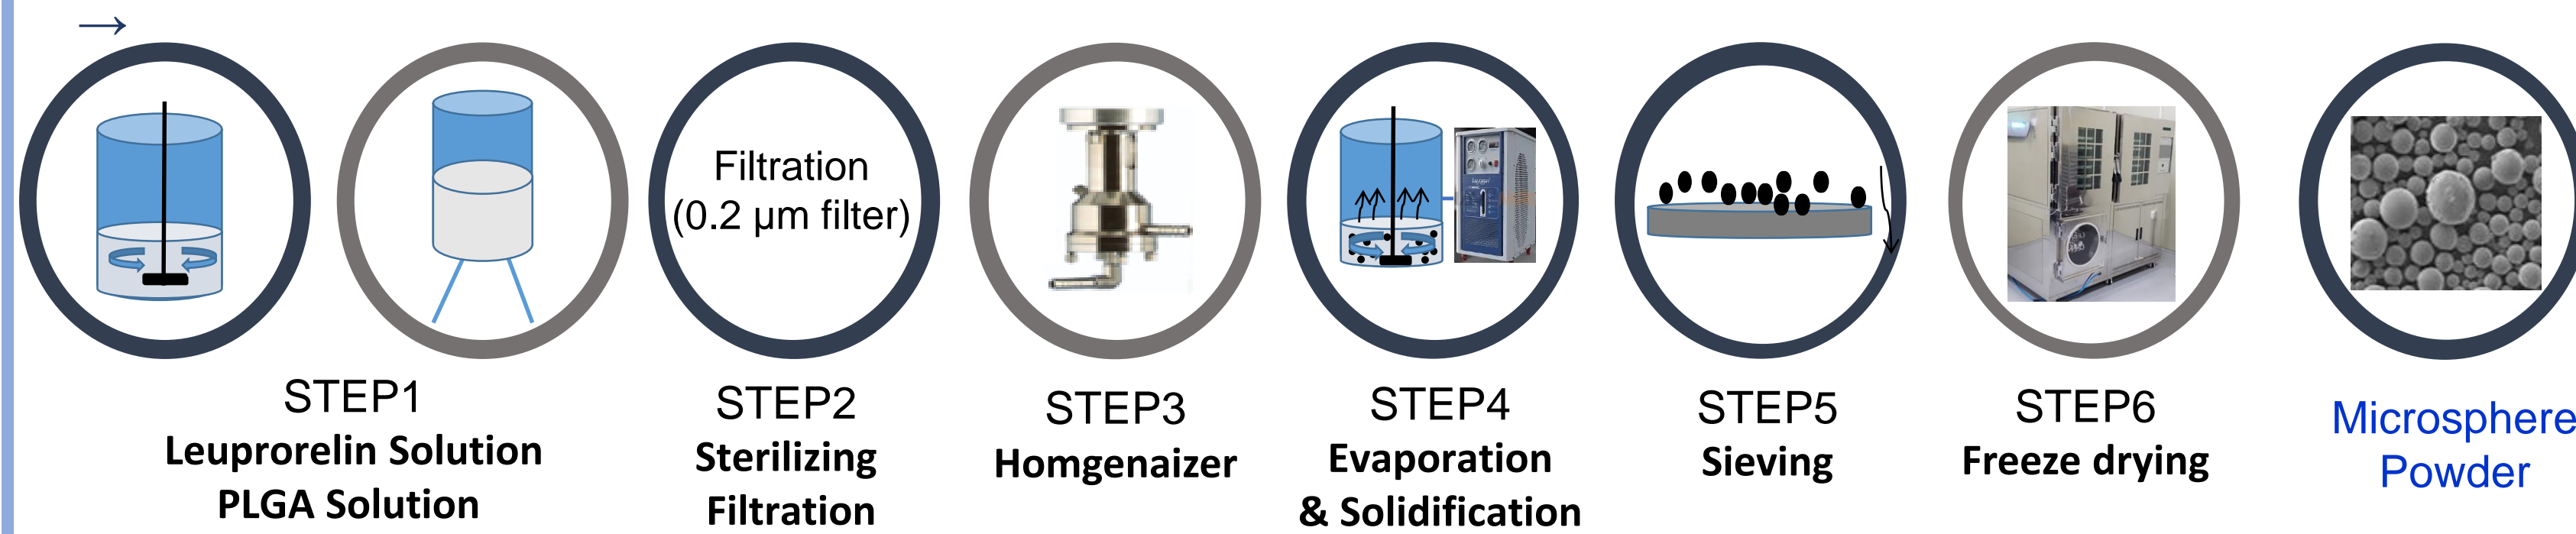 →
Filtration
(0.2 μm filter)
STEP1
Leuprorelin Solution
PLGA Solution
STEP2
Sterilizing
Filtration
STEP3
Homgenaizer
STEP4
Evaporation
& Solidification
STEP5
Sieving
STEP6
Freeze drying
Microsphere
Powder